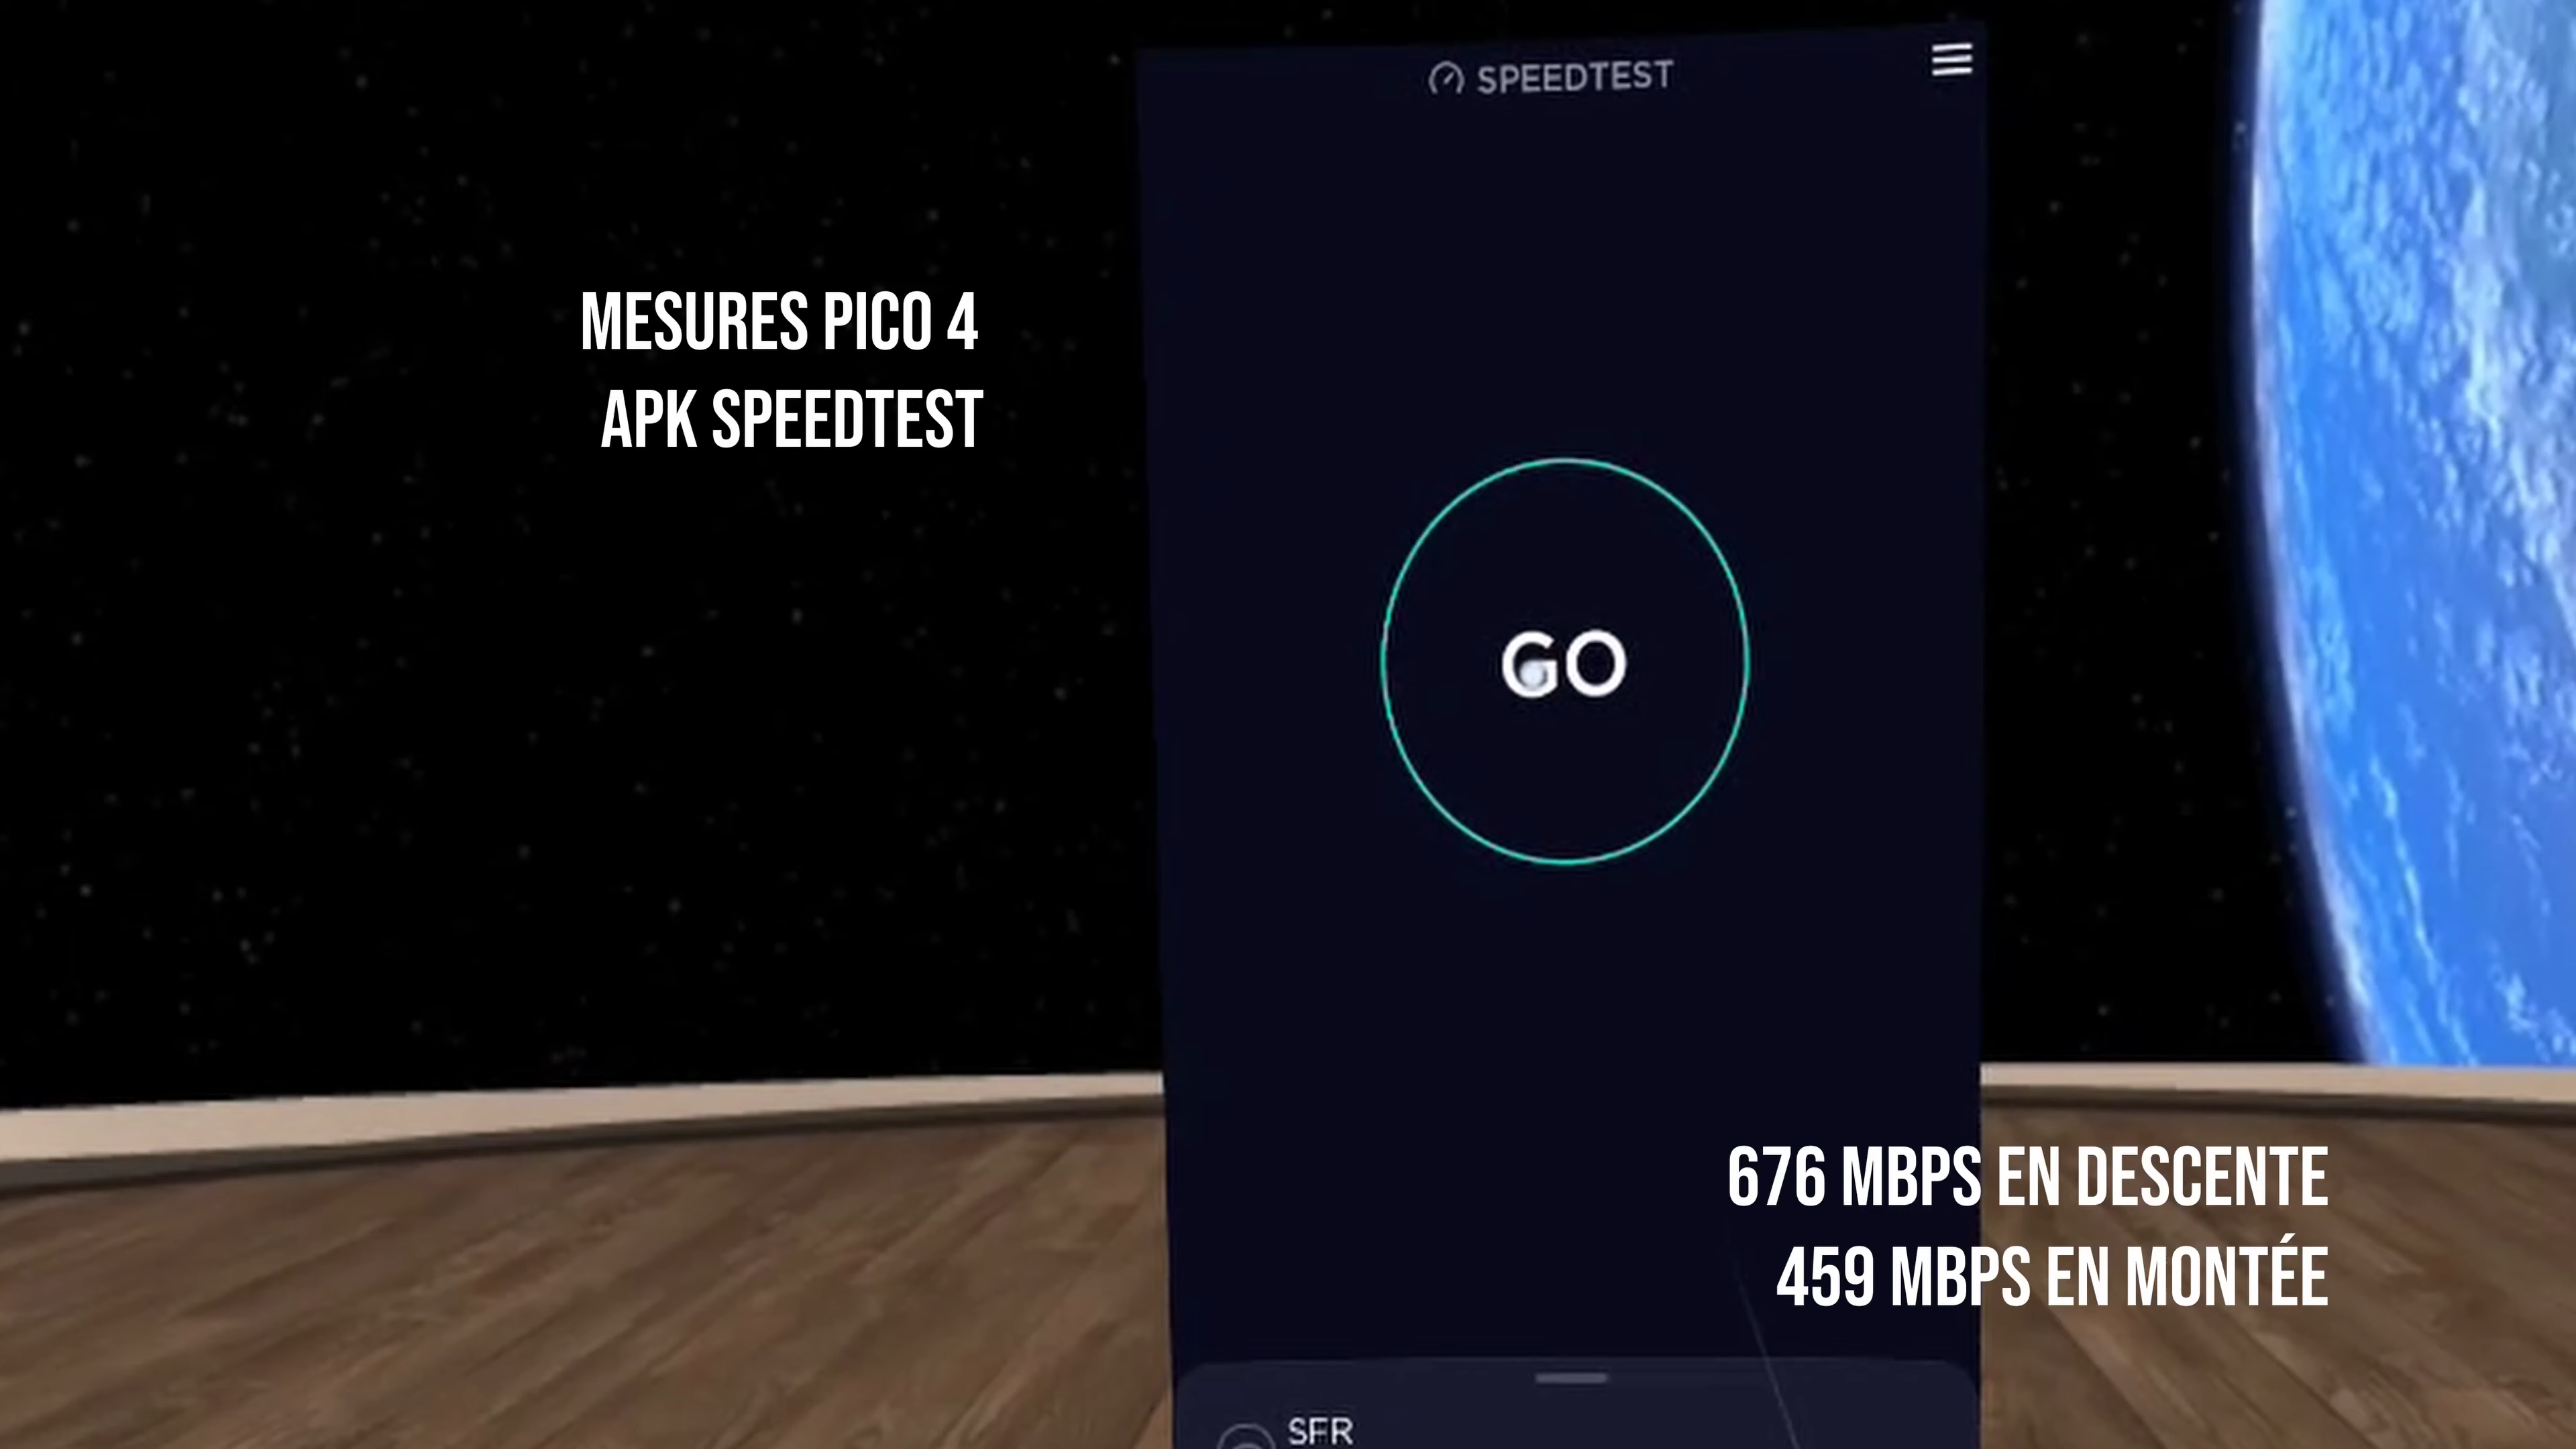 SPEEDTEST
MESURES PICO 4
APK SPEEDTEST
GO
676 MBPS EN DESCENTE
459 MBPS EN MONTÉE
SFR